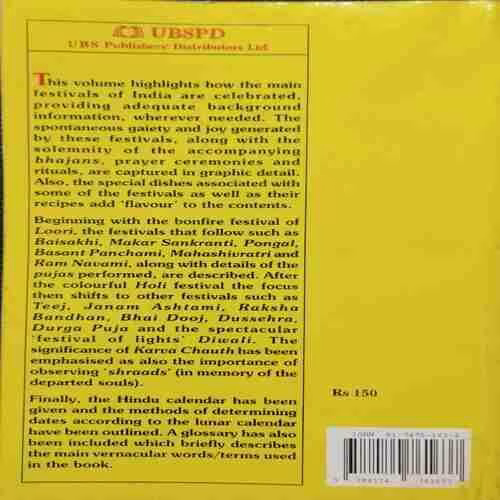 UBSPD
UBS Publishers' Distributors Ltd.
This volume highlights how the main
festivals of India are celebrated,
providing adequate background
information, wherever needed. The
spontaneous gaiety and joy generated
by these festivals, along with the
solemnity of the accompanying
bhajans, prayer ceremonies and
rituals, are captured in graphic detail.
Also, the special dishes associated with
some of the festivals as well as their
recipes add 'flavour' to the contents.
Beginning with the bonfire festival of
Loori, the festivals that follow such as
Baisakhi, Makar Sankranti, Pongal,
Basant Panchami, Mahashivratri and
Ram Navami, along with details of the
pujas performed, are described. After
the colourful Holi festival the focus
then shifts to other festivals such as
Teej, Janam Ashtami, Raksha
Bandhan, Bhai Dooj, Dussehra,
Durga Puja and the spectacular
'festival of lights' Diwali. The
significance of Karva Chauth has been
emphasised as also the importance of
observing 'shraads' (in memory of the
departed souls).
Finally, the Hindu calendar has been
given and the methods of determining
dates according to the lunar calendar
have been outlined. A glossary has also
been included which briefly describes
the main vernacular words/terms used
in the book.
Rs 150
ISBN